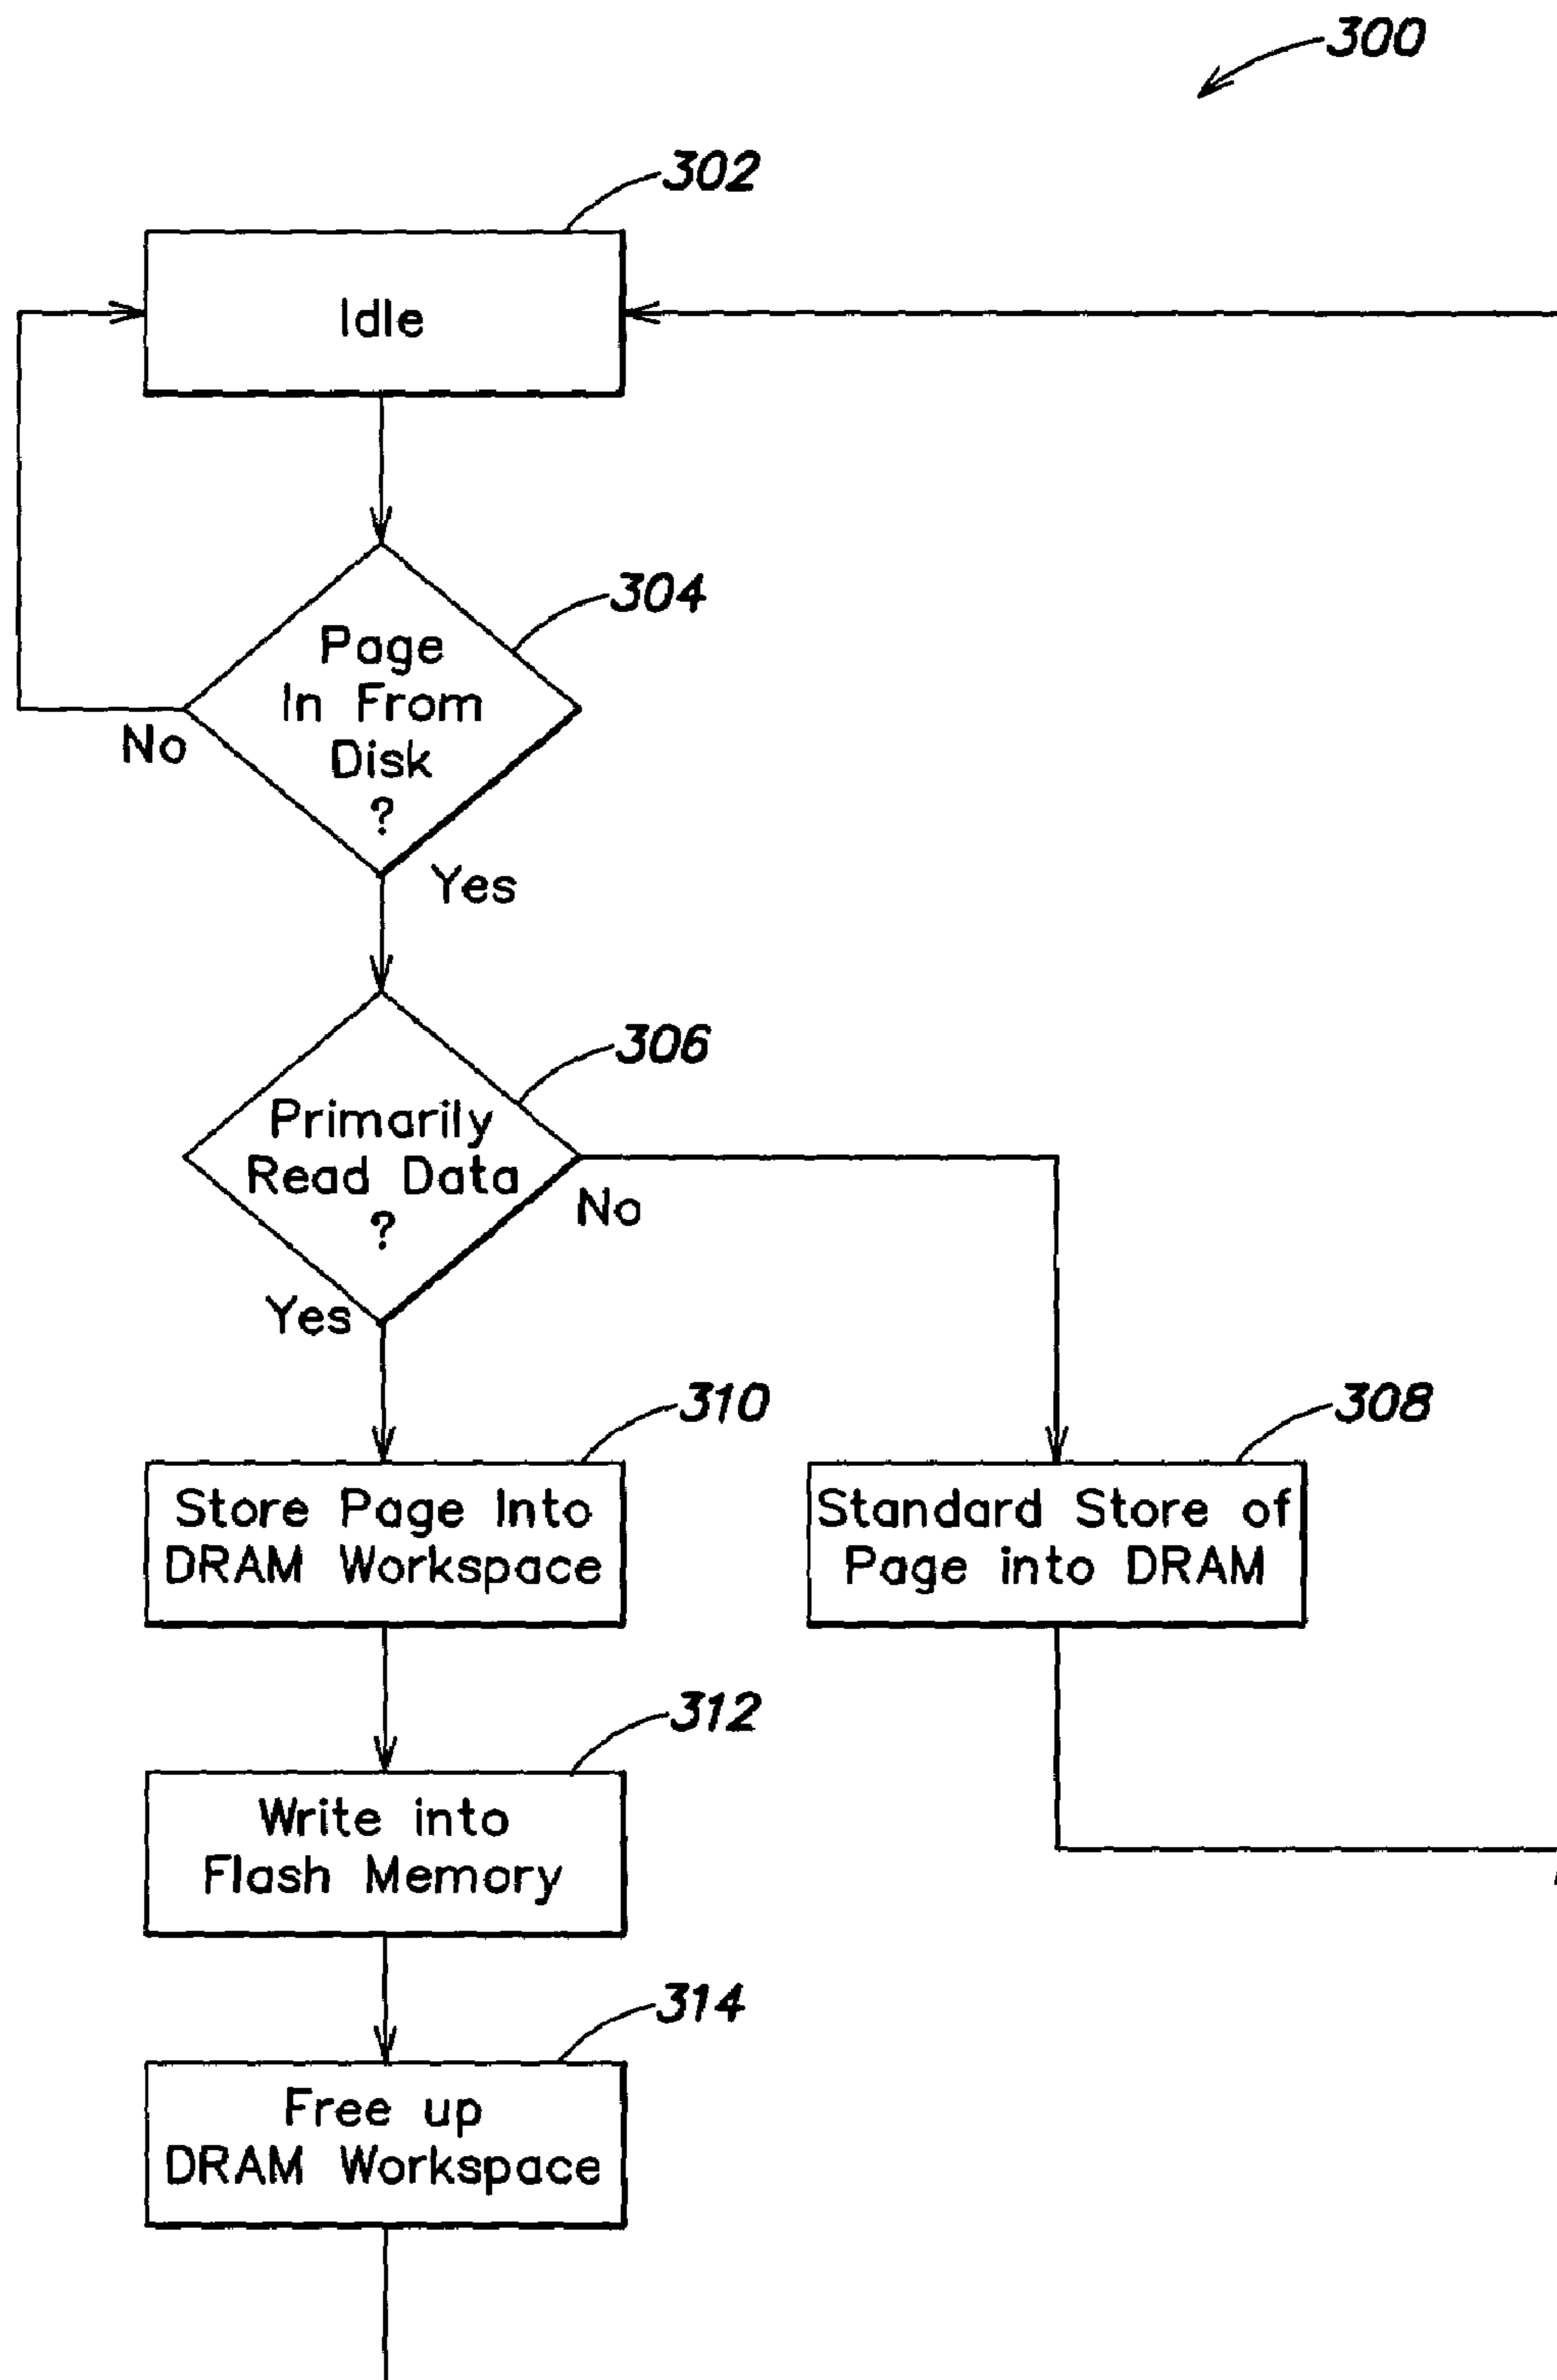 300
302
Idle
304
Page
In From
Disk
?
No
Yes
306
Primarily
Read Data
?
No
Yes
310
Store Page Into
DRAM Workspace
308
Standard Store of
Page into DRAM
312
Write into
Flash Memory
314
Free up
DRAM Workspace